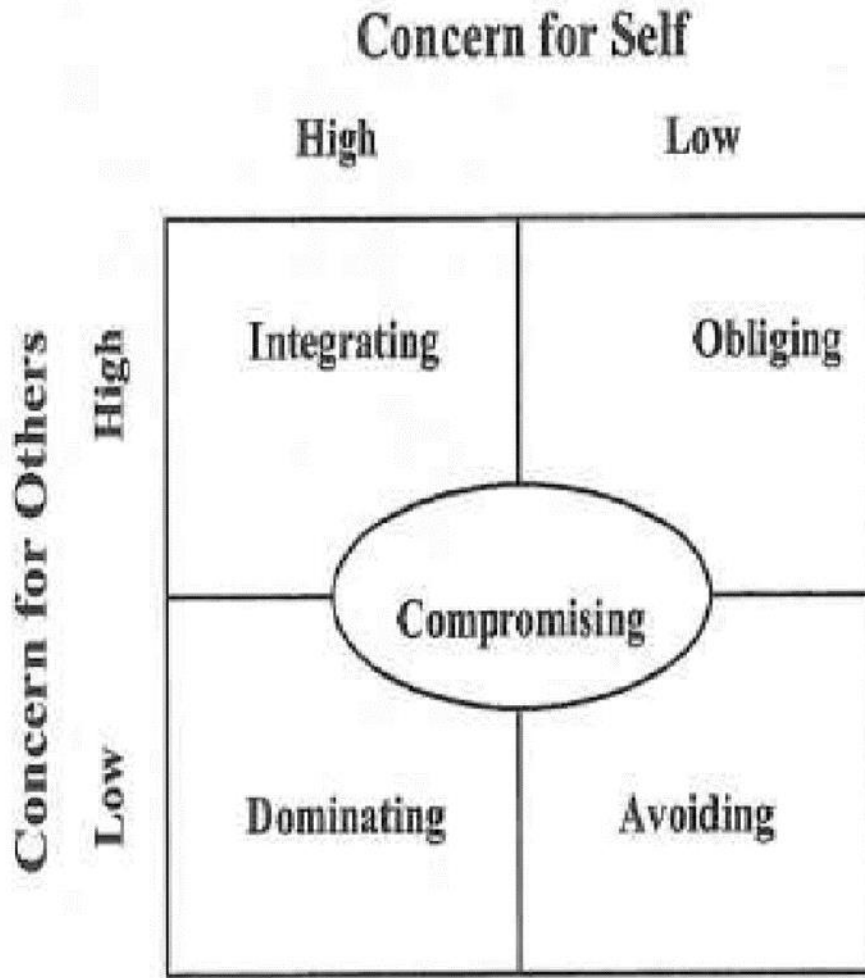 Concern for Self
High Low
Concern for Others
High
Integrating Obliging
Compromising
Low
Dominating Avoiding